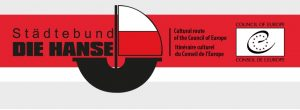 Städtebund
DIE HANSE
Cultural route
of the Council of Europe
Itinéraire culturel
du Conseil de l'Europe
COUNCIL OF EUROPE
CONSEIL DE L'EUROPE